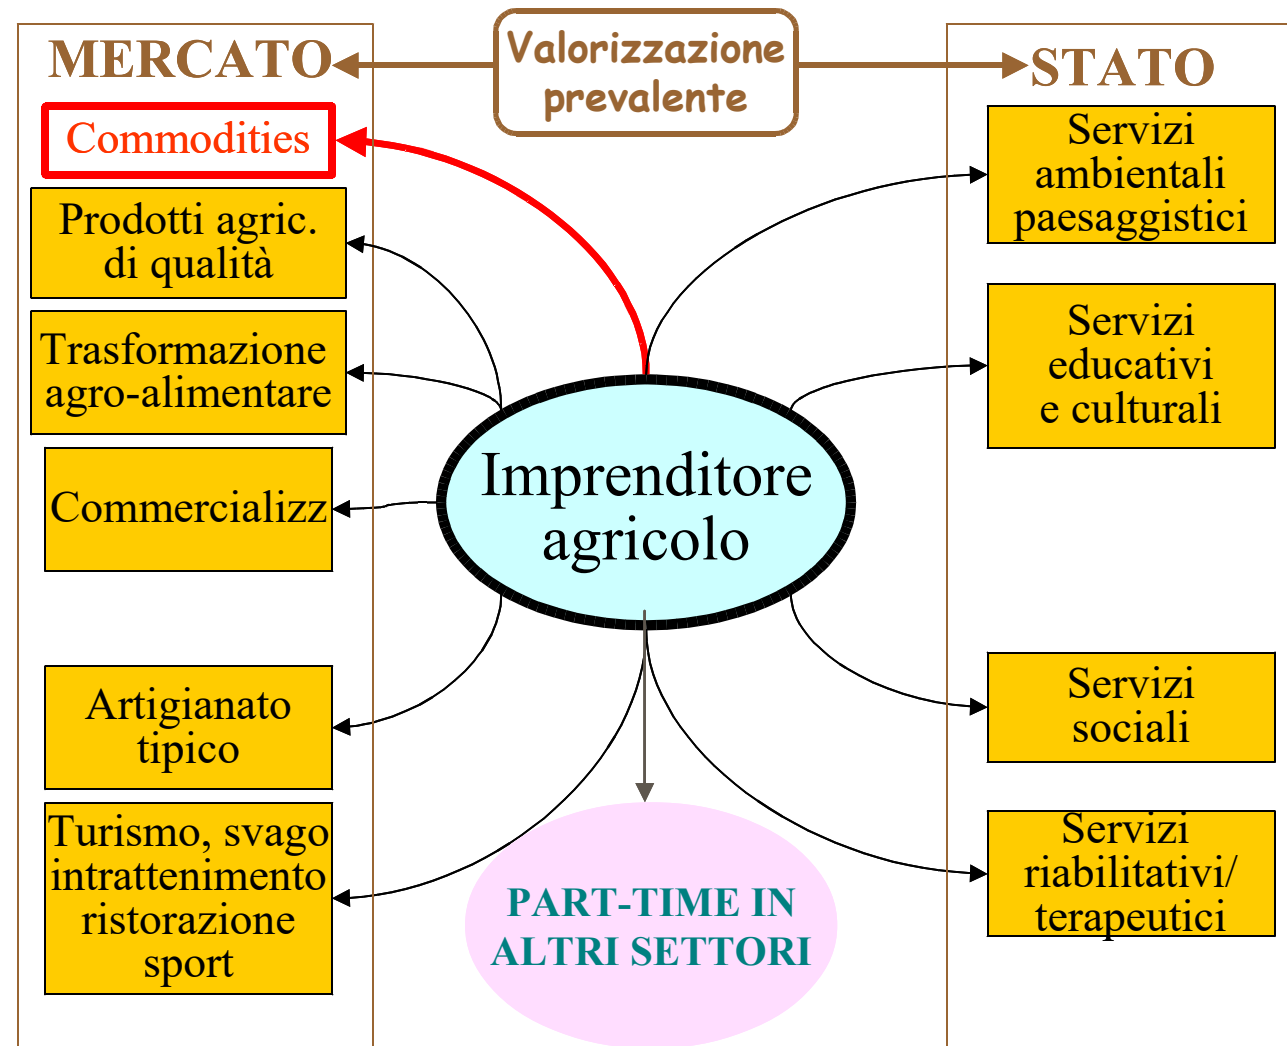 MERCATO
Valorizzazione
prevalente
STATO
Commodities
Prodotti agric.
di qualità
Trasformazione
agro-alimentare
Commercializz
Artigianato
tipico
Turismo, svago
intrattenimento
ristorazione
sport
Imprenditore
agricolo
PART-TIME IN
ALTRI SETTORI
Servizi
ambientali
paesaggistici
Servizi
educativi
e culturali
Servizi
sociali
Servizi
riabilitativi/
terapeutici